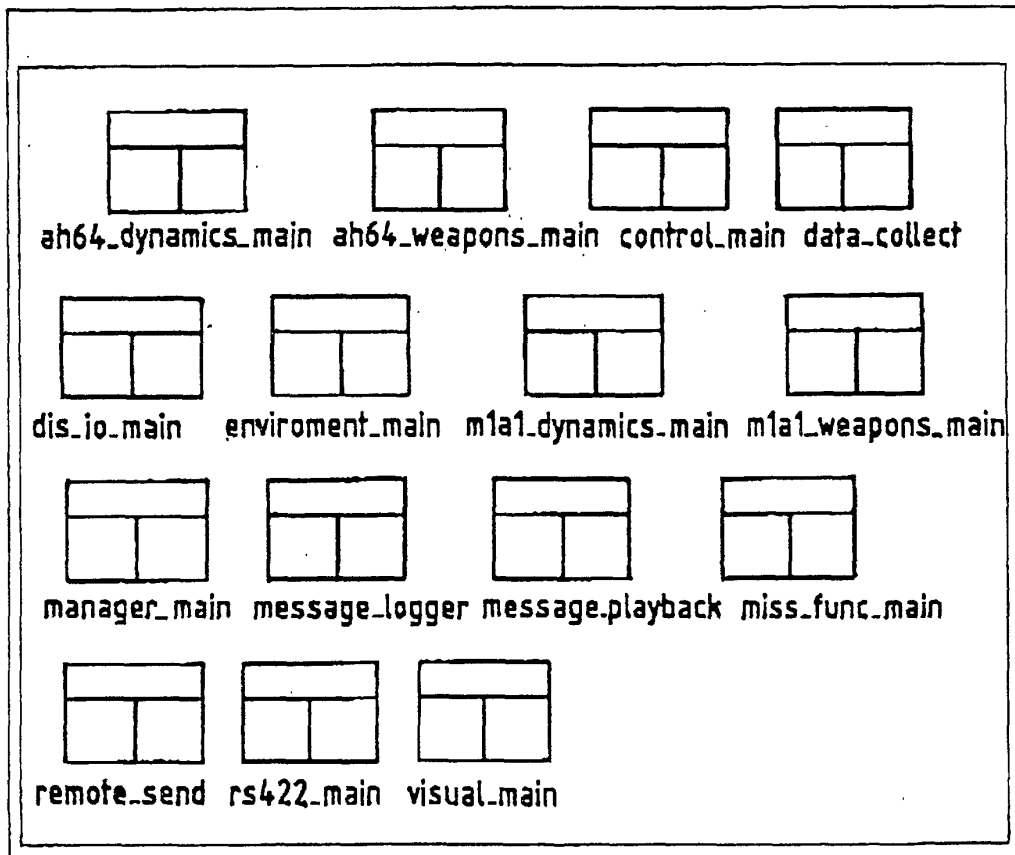 ah64_dynamics_main ah64_weapons_main control_main data_collect
dis_io_main enviroment_main m1a1_dynamics_main m1a1_weapons_main
manager_main message_logger message.playback miss_func_main
remote_send rs422_main visual_main